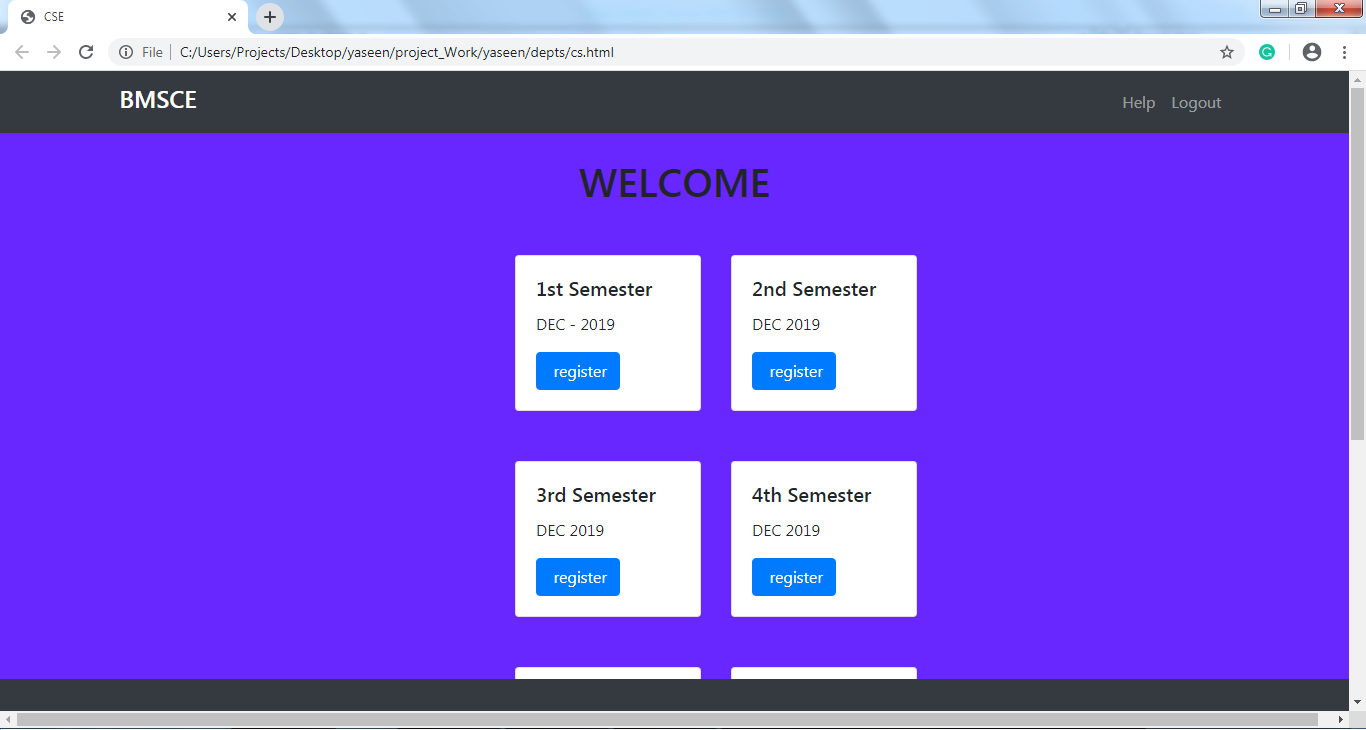 CSE
File
C:/Users/Projects/Desktop/yaseen/project_Work/yaseen/depts/cs.html
BMSCE
Help
Logout
WELCOME
1st Semester
DEC - 2019
register
2nd Semester
DEC 2019
register
3rd Semester
DEC 2019
register
4th Semester
DEC 2019
register